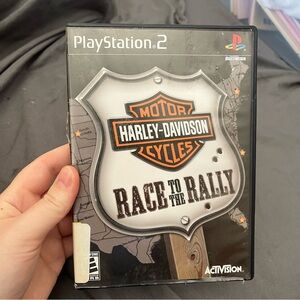 PlayStation 2
MOTOR
HARLEY-DAVIDSON
CYCLES
RACE TO THE RALLY
ACTIVISION